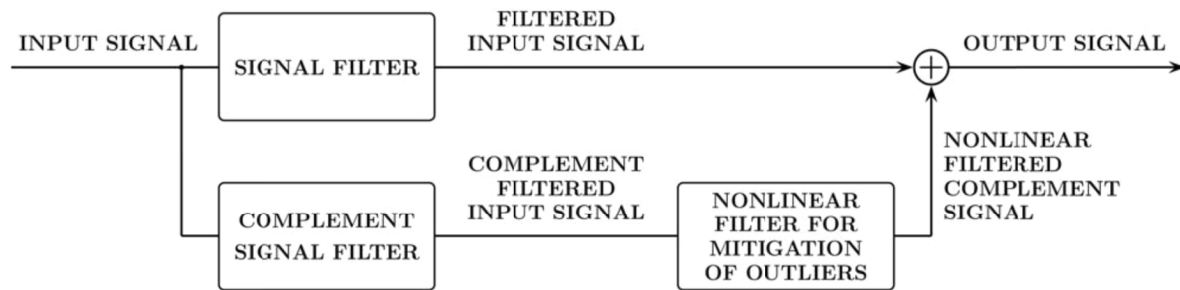 INPUT SIGNAL
SIGNAL FILTER
FILTERED
INPUT SIGNAL
OUTPUT SIGNAL
COMPLEMENT
SIGNAL FILTER
COMPLEMENT
FILTERED
INPUT SIGNAL
NONLINEAR
FILTER FOR
MITIGATION
OF OUTLIERS
NONLINEAR
FILTERED
COMPLEMENT
SIGNAL